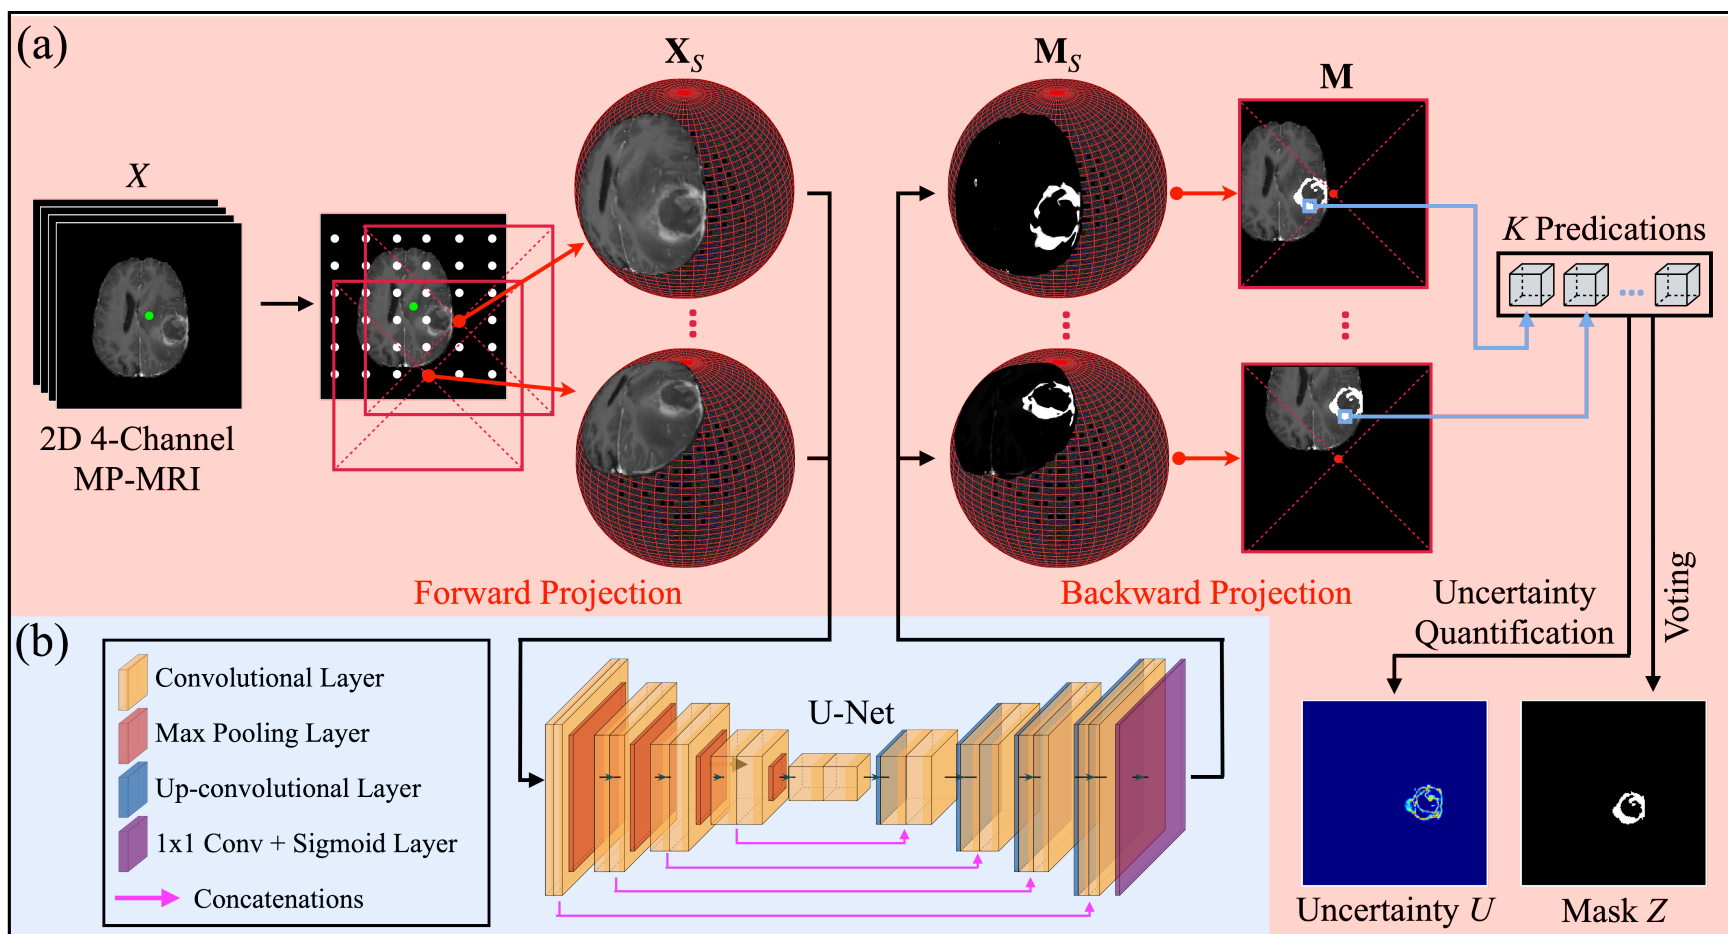 (a)
X
2D 4-Channel
MP-MRI
X_S
M_S
M
K Predications
Forward Projection
Backward Projection
Uncertainty
Quantification
Voting
(b)
Convolutional Layer
Max Pooling Layer
Up-convolutional Layer
1x1 Conv + Sigmoid Layer
Concatenations
U-Net
Uncertainty U
Mask Z